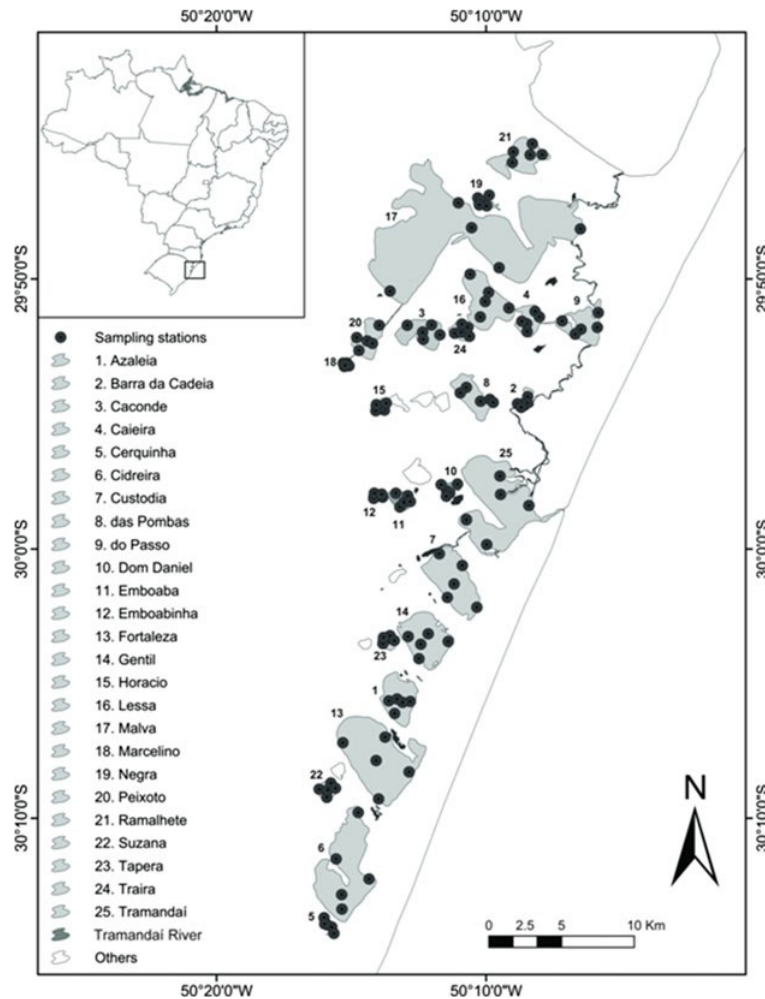 50°20'0"W 50°10'0"W
21
19
17
29°50'0"S 29°50'0"S
16 4 9
20 3
24
18
Sampling stations
1. Azaleia
2. Barra da Cadeia
3. Caconde
4. Caieira
5. Cerquinha
6. Cidreira
7. Custodia
8. das Pombas
9. do Passo
10. Dom Daniel
11. Emboaba
12. Emboabinha
13. Fortaleza
14. Gentil
15. Horacio
16. Lessa
17. Malva
18. Marcelino
19. Negra
20. Peixoto
21. Ramalhete
22. Suzana
23. Tapera
24. Traira
25. Tramandaí
Tramandaí River
Others
15 8 2
25
10
12
11
30°0'0"S 30°0'0"S
7
14
23
1
13
22
30°10'0"S 30°10'0"S
6
5
N
0 2.5 5 10 Km
50°20'0"W 50°10'0"W